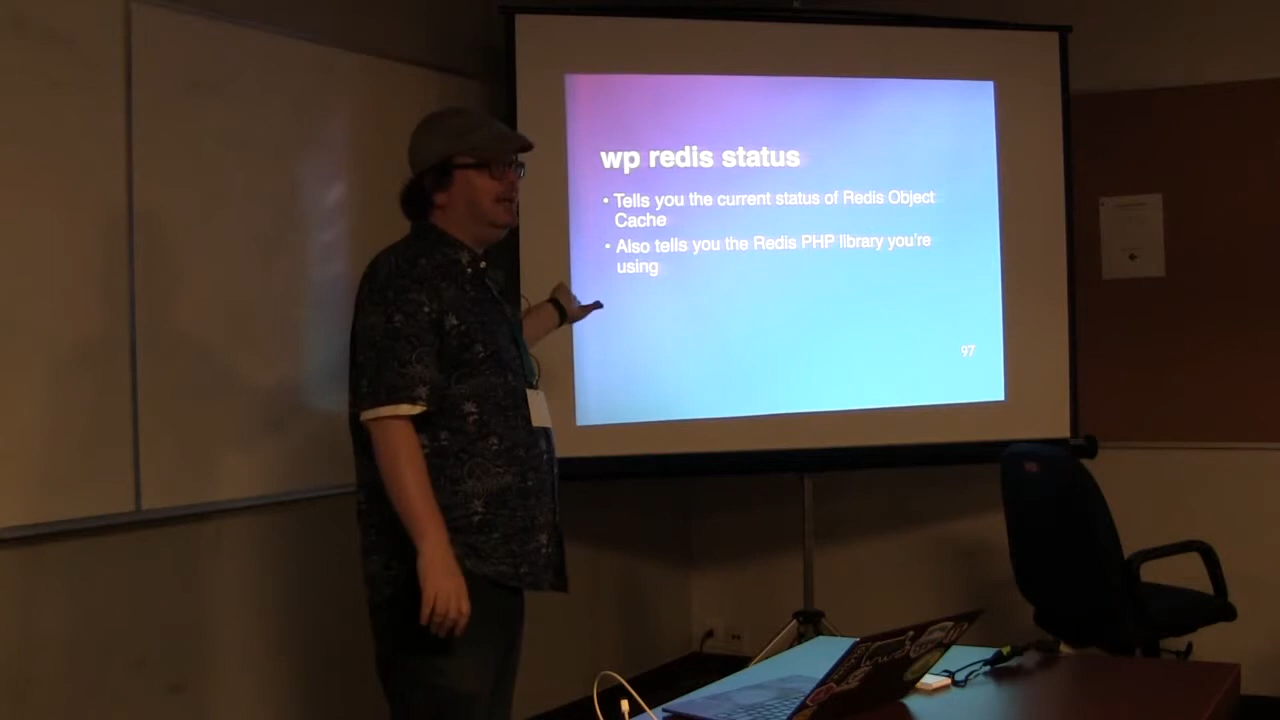 wp redis status
• Tells you the current status of Redis Object
Cache
• Also tells you the Redis PHP library you're
using
97